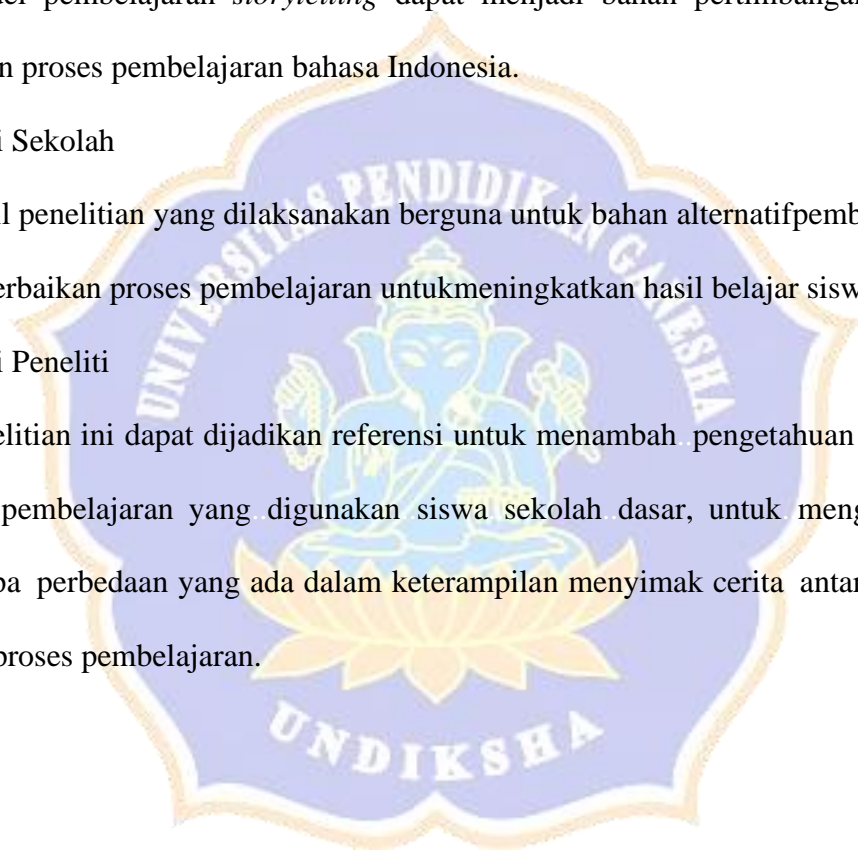 pembelajaran storytelling dapat menjadi bahan pertimbangan
proses pembelajaran bahasa Indonesia.
Sekolah
penelitian yang dilaksanakan berguna untuk bahan alternatifpemb
erbaikan proses pembelajaran untukmeningkatkan hasil belajar sisw
Peneliti
elitian ini dapat dijadikan referensi untuk menambah..pengetahuan
pembelajaran yang..digunakan siswa sekolah..dasar, untuk. meng
perbedaan yang ada dalam keterampilan menyimak cerita antar
proses pembelajaran.
UNIVERSITAS PENDIDIKAN GANESHA
UNDIKSHA